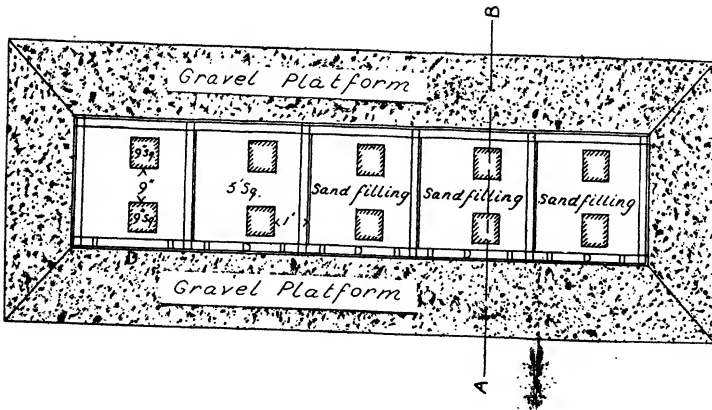 B
Gravel Platform
9"Sq.
9"
9"Sq.
5'Sq.
1'
Sand filling
Sand filling
Sand filling
D
D
D
D
D
Gravel Platform
A